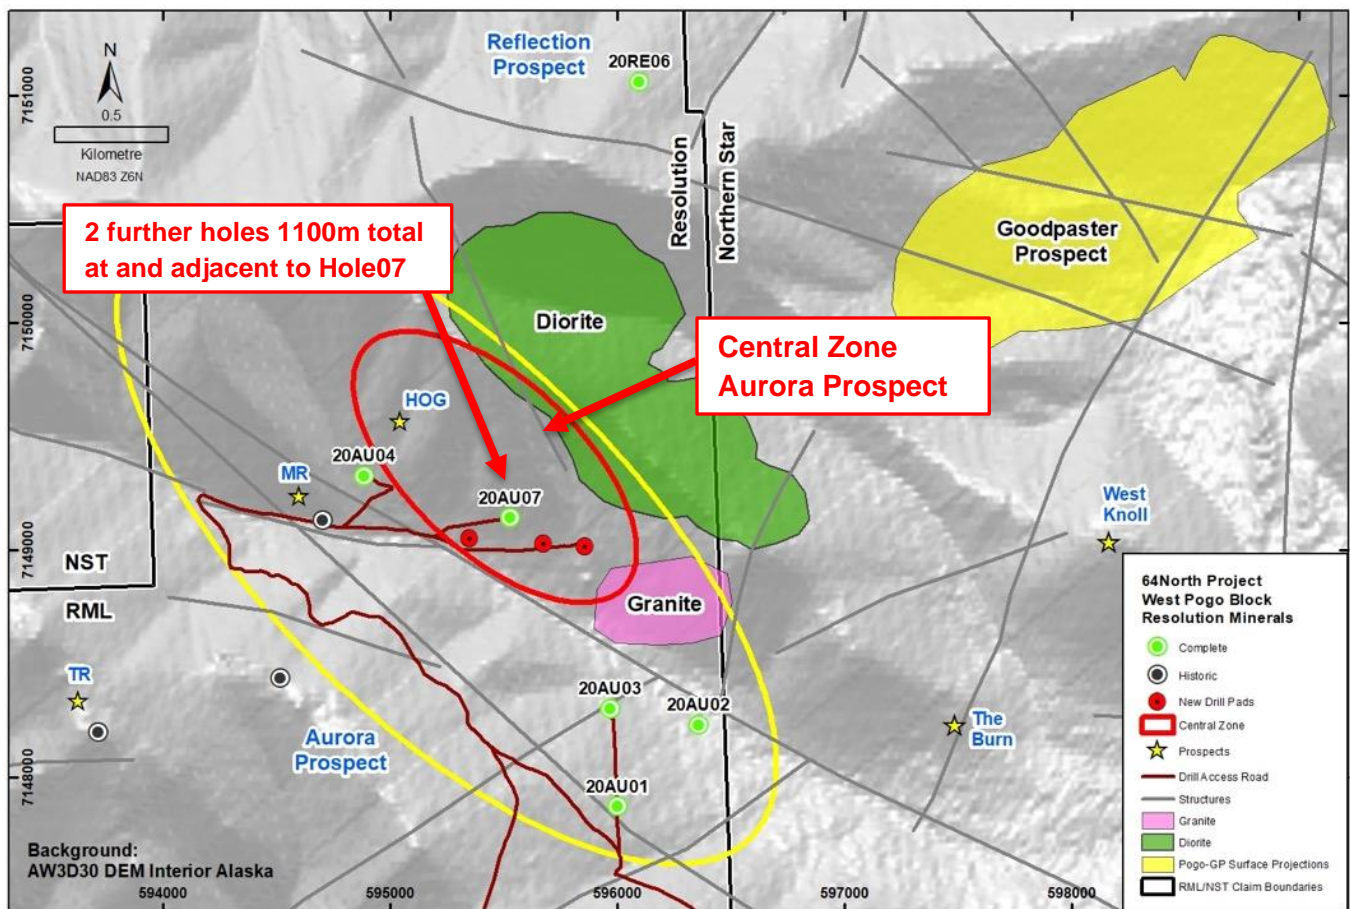 Reflection
Prospect
20RE06
N
0.5
Kilometre
NAD83 Z6N
7151000
7150000
7149000
7148000
Resolution
Northern Star
2 further holes 1100m total
at and adjacent to Hole07
Goodpaster
Prospect
Diorite
Central Zone
Aurora Prospect
HOG
20AU04
MR
20AU07
West
Knoll
NST
RML
Granite
TR
20AU03
20AU02
The
Burn
Aurora
Prospect
20AU01
64North Project
West Pogo Block
Resolution Minerals
Complete
Historic
New Drill Pads
Central Zone
Prospects
Drill Access Road
Structures
Granite
Diorite
Pogo-GP Surface Projections
RML/NST Claim Boundaries
Background:
AW3D30 DEM Interior Alaska
594000
595000
596000
597000
598000